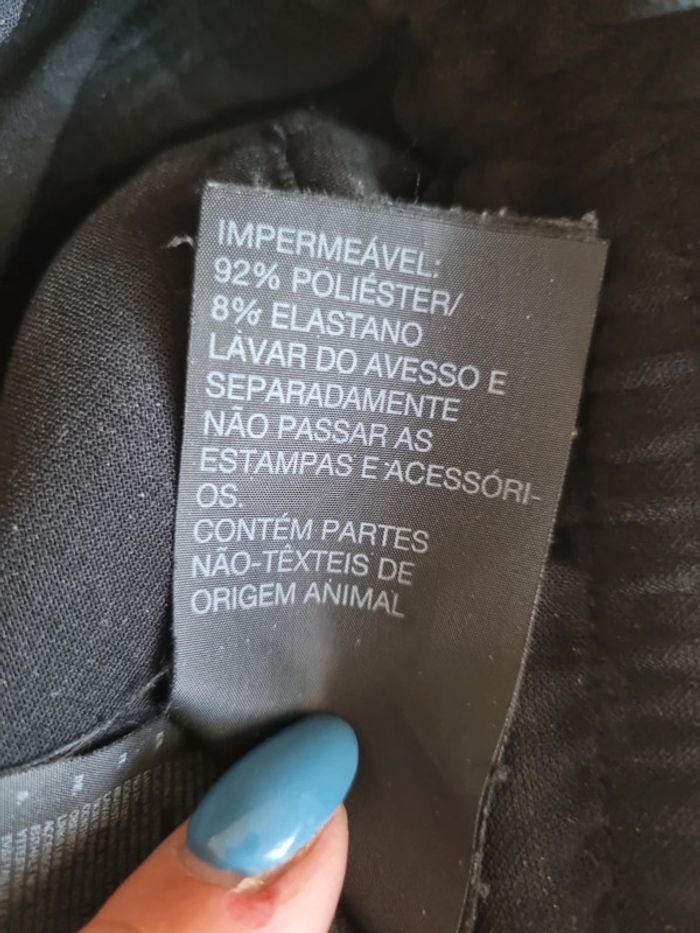 IMPERMEÁVEL:
92% POLIÉSTER/
8% ELASTANO
LAVAR DO AVESSO E
SEPARADAMENTE
NÃO PASSAR AS
ESTAMPAS E ACESSÓRI-
OS.
CONTÉM PARTES
NÃO-TÊXTEIS DE
ORIGEM ANIMAL